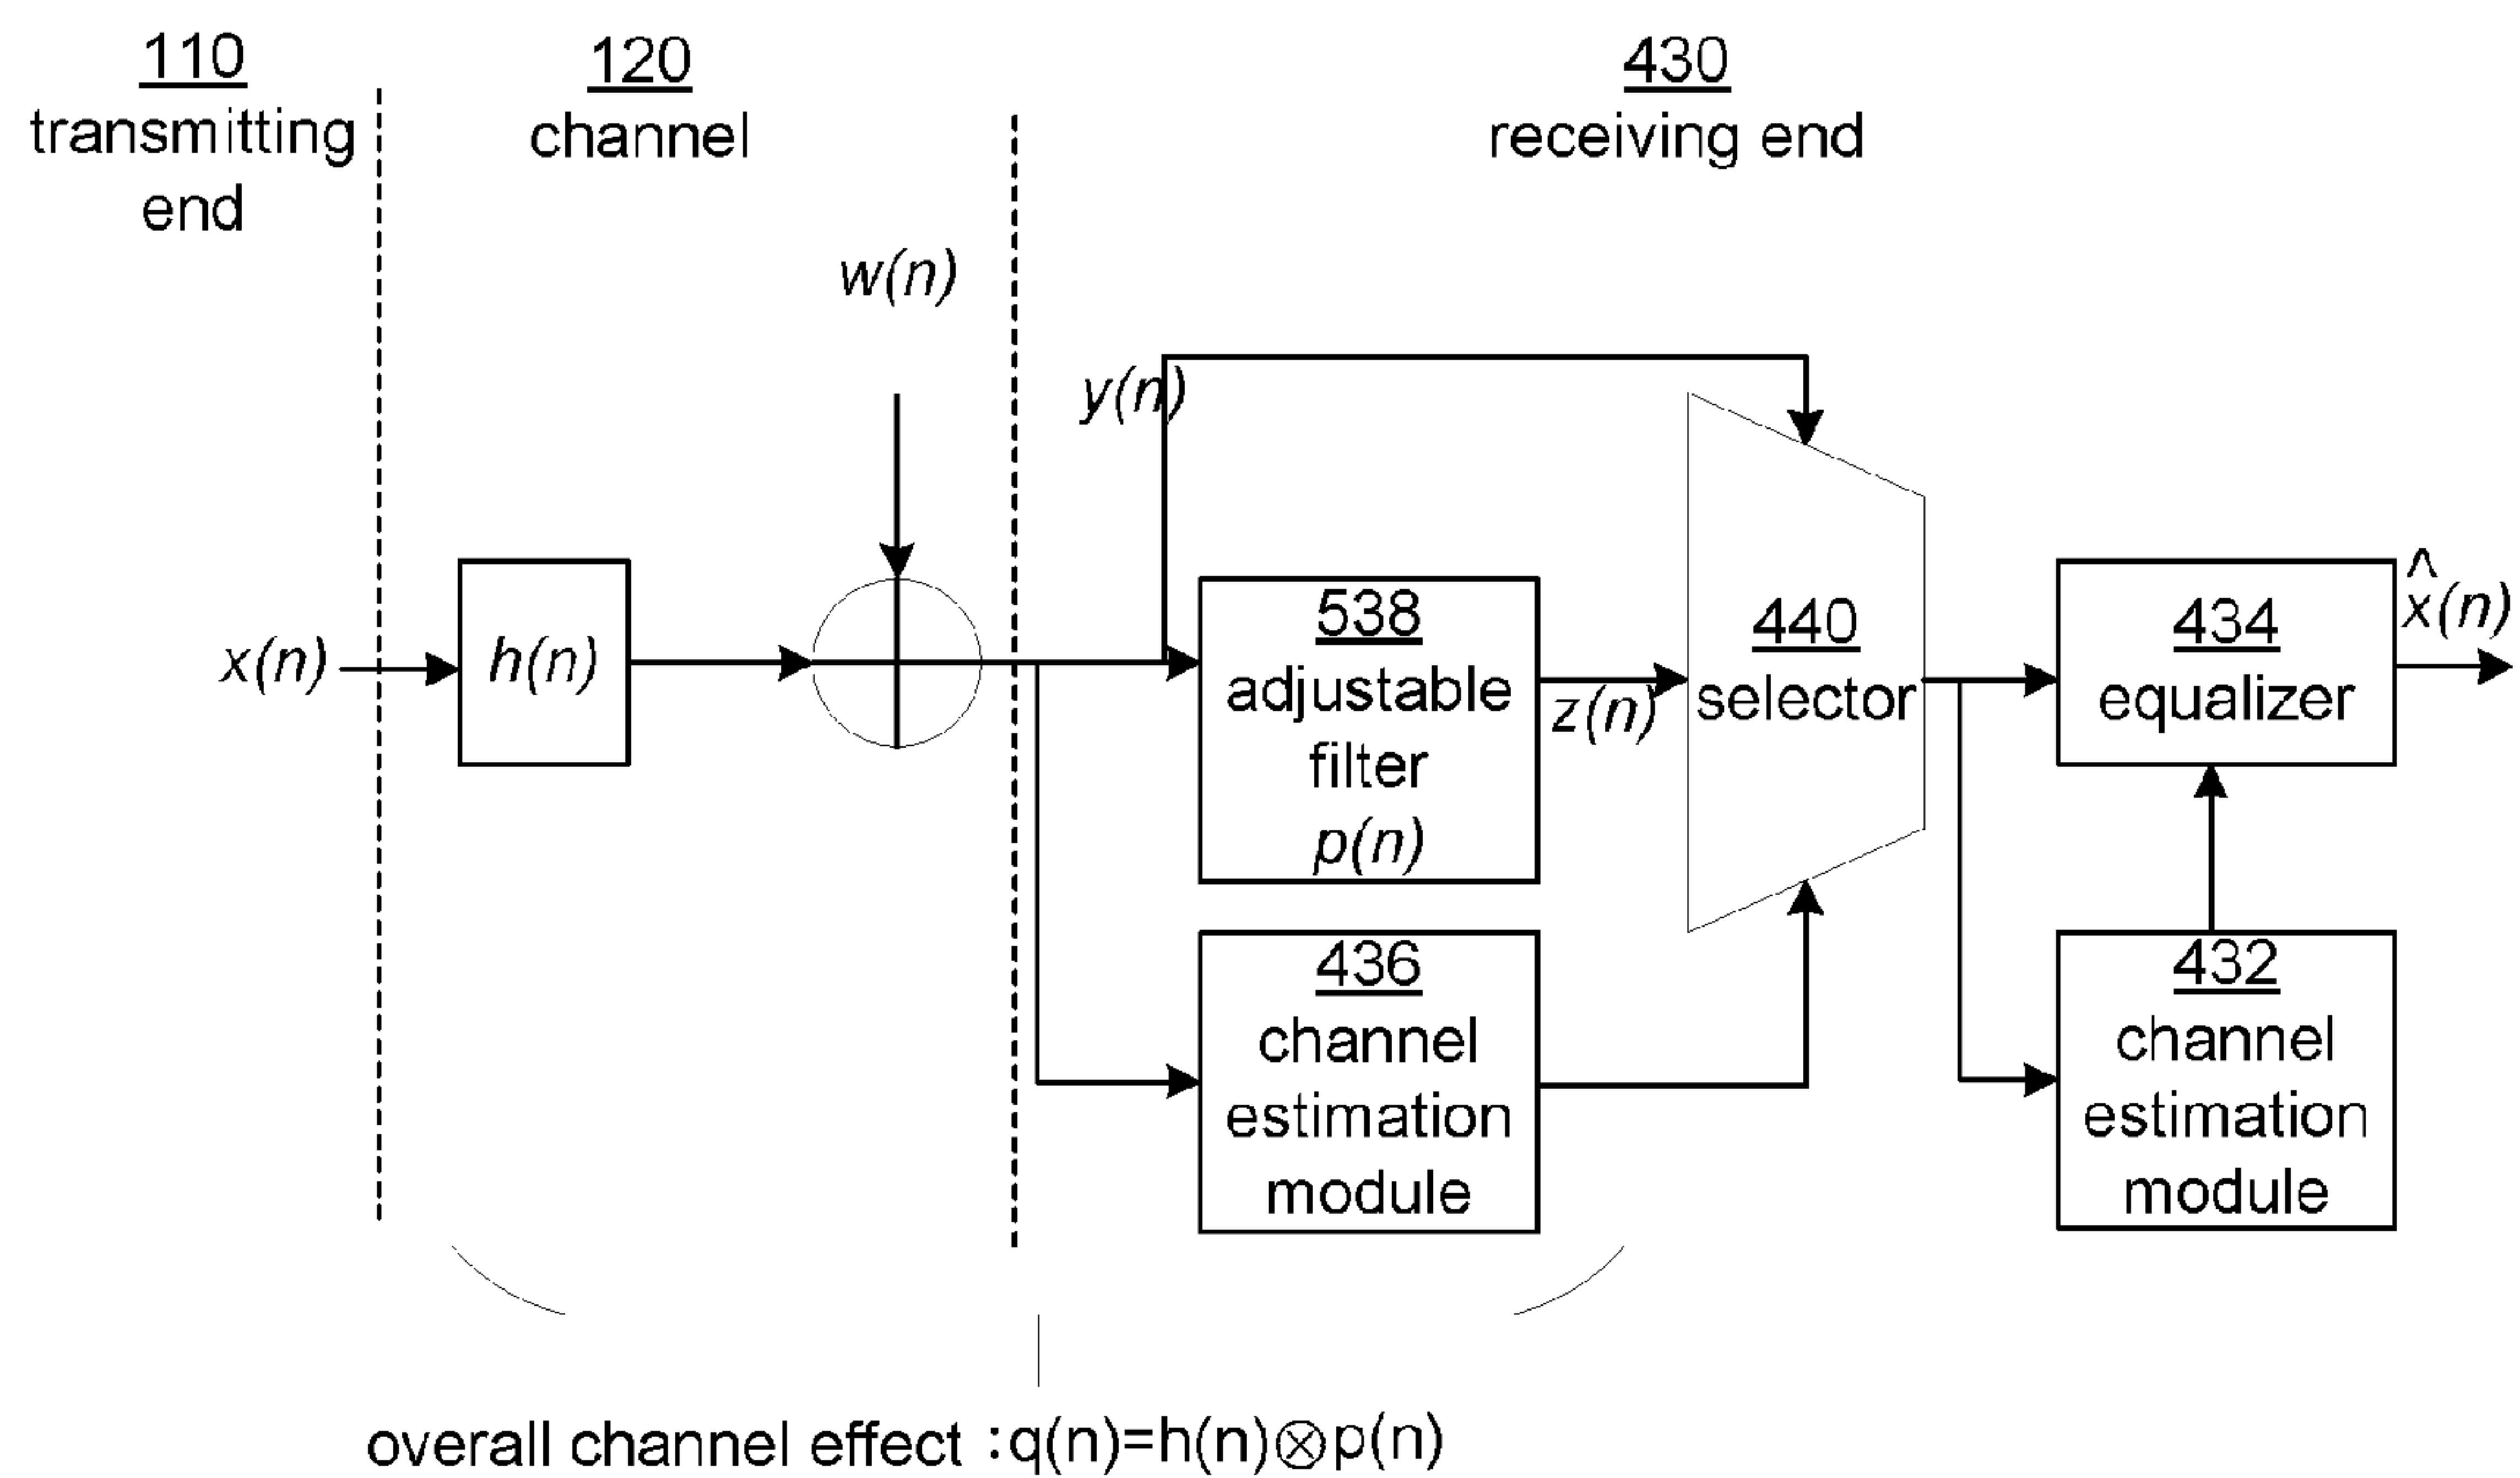 110
transmitting
end
120
channel
430
receiving end
w(n)
y(n)
x(n)
h(n)
538
adjustable
filter
p(n)
z(n)
440
selector
434
equalizer
x̂(n)
436
channel
estimation
module
432
channel
estimation
module
overall channel effect :q(n)=h(n)⊗p(n)